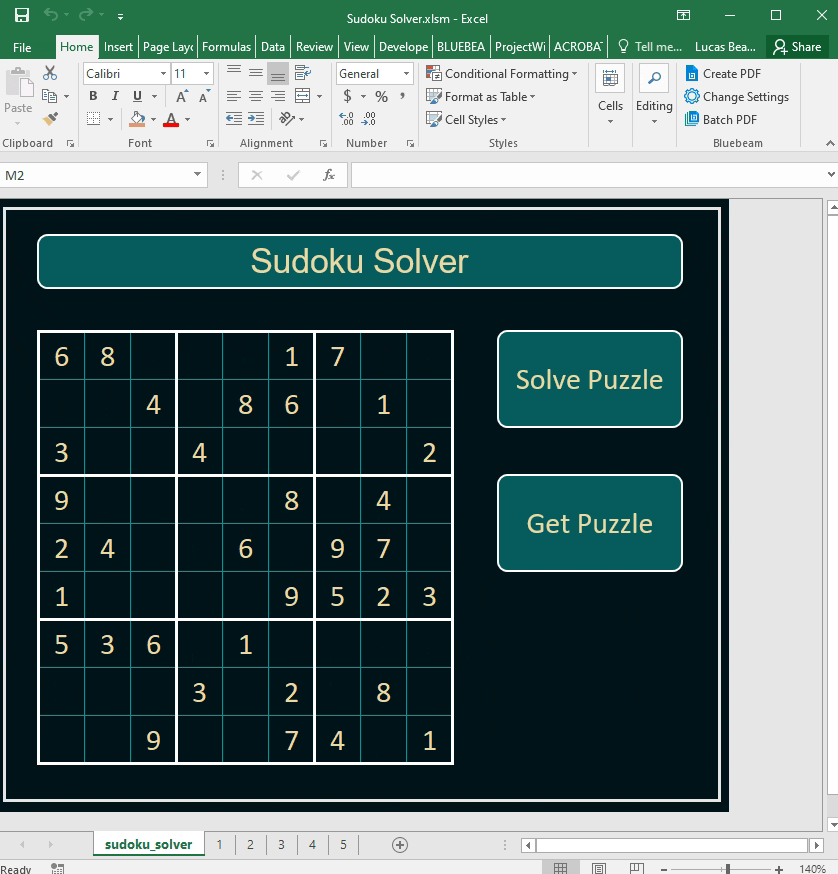 Sudoku Solver.xlsm - Excel
File Home Insert Page Layo Formulas Data Review View Develope BLUEBEA ProjectWi ACROBAT Tell me... Lucas Bea... Share
Calibri 11 General Conditional Formatting Create PDF
Paste B I U A A $ % , Format as Table Cells Editing Change Settings
A .00 .00 Cell Styles Batch PDF
Clipboard Font Alignment Number Styles Bluebeam
M2 fx
Sudoku Solver
6 8 1 7
4 8 6 1
3 4 2
9 8 4
2 4 6 9 7
1 9 5 2 3
5 3 6 1
3 2 8
9 7 4 1
Solve Puzzle
Get Puzzle
sudoku_solver 1 2 3 4 5
Ready 140%